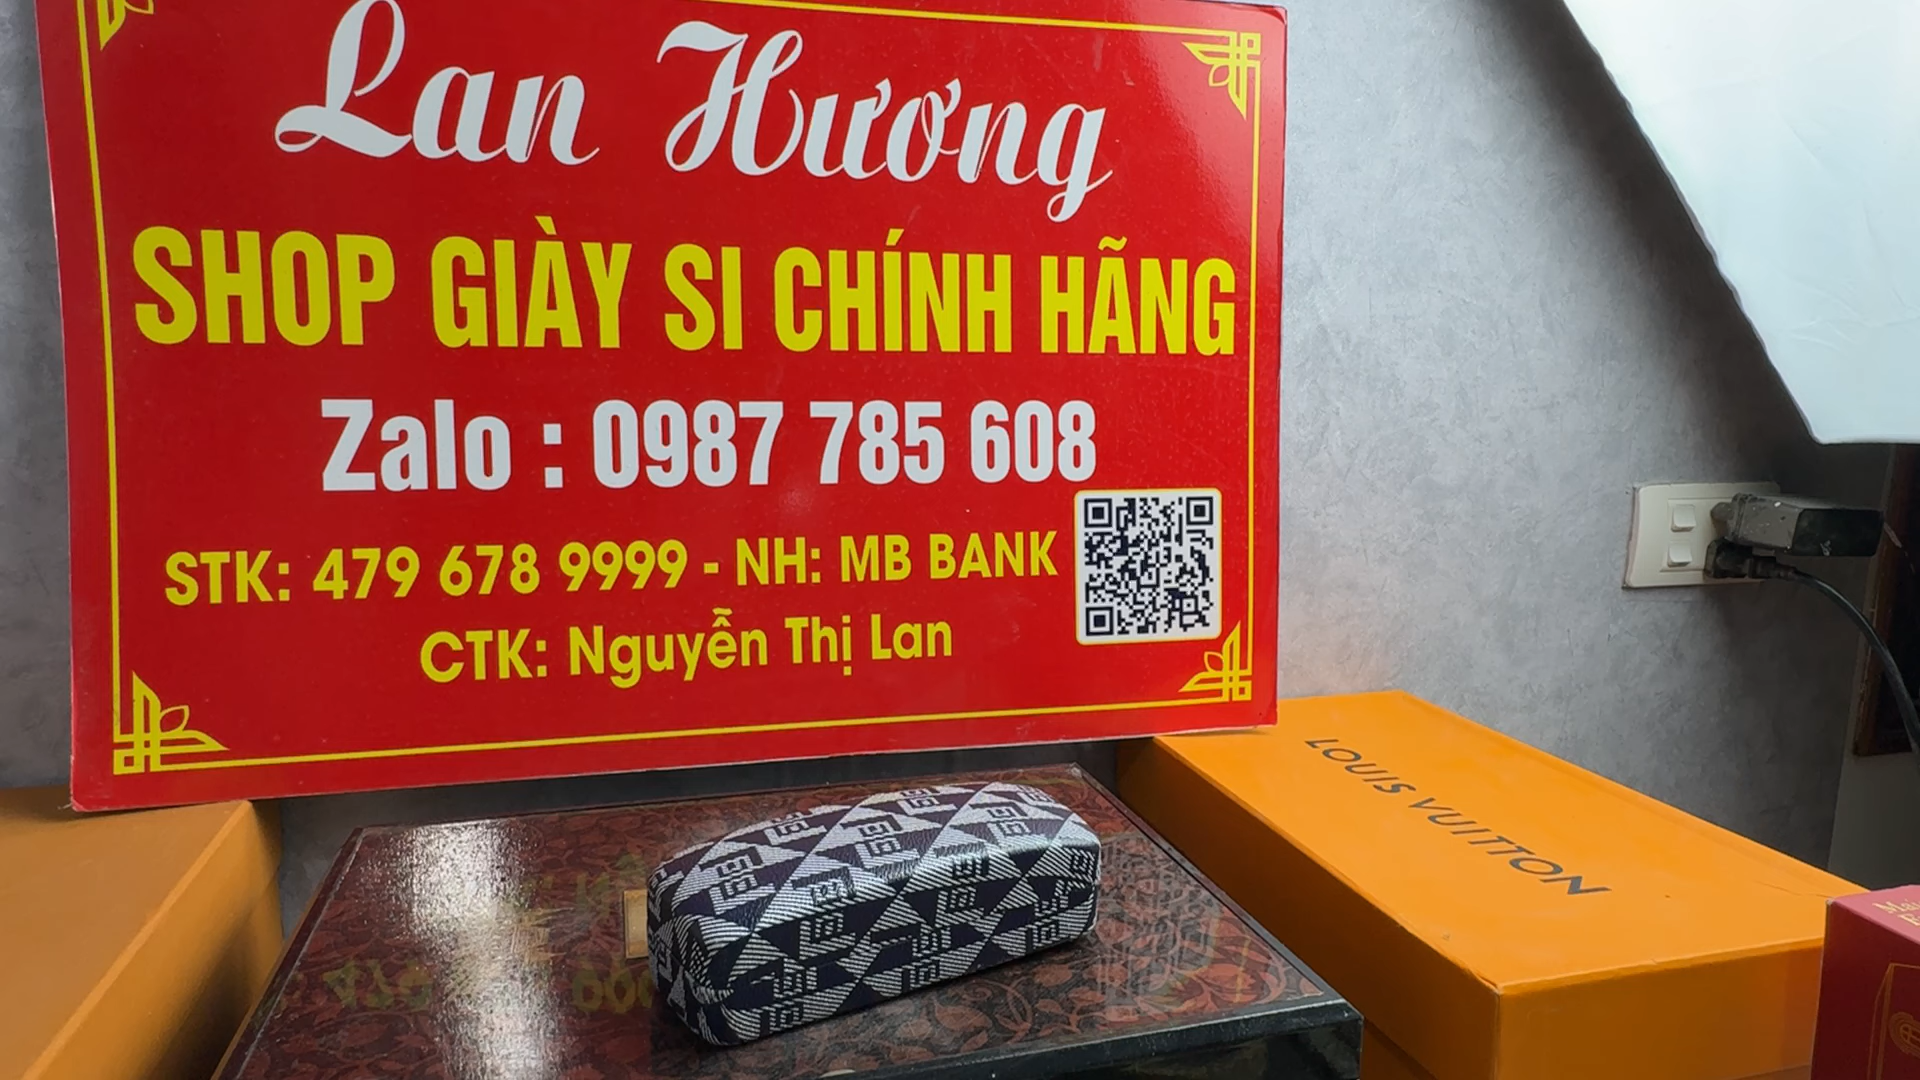 Lan Hương
SHOP GIÀY SI CHÍNH HÃNG
Zalo : 0987 785 608
STK: 479 678 9999 - NH: MB BANK
CTK: Nguyễn Thị Lan
LOUIS VUITTON